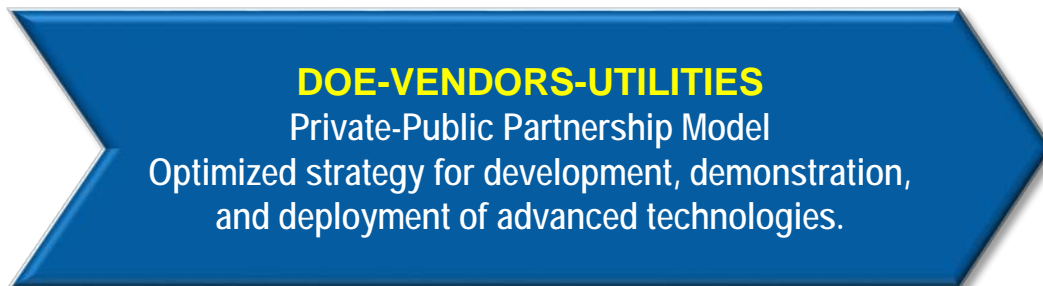 DOE-VENDORS-UTILITIES
Private-Public Partnership Model
Optimized strategy for development, demonstration,
and deployment of advanced technologies.